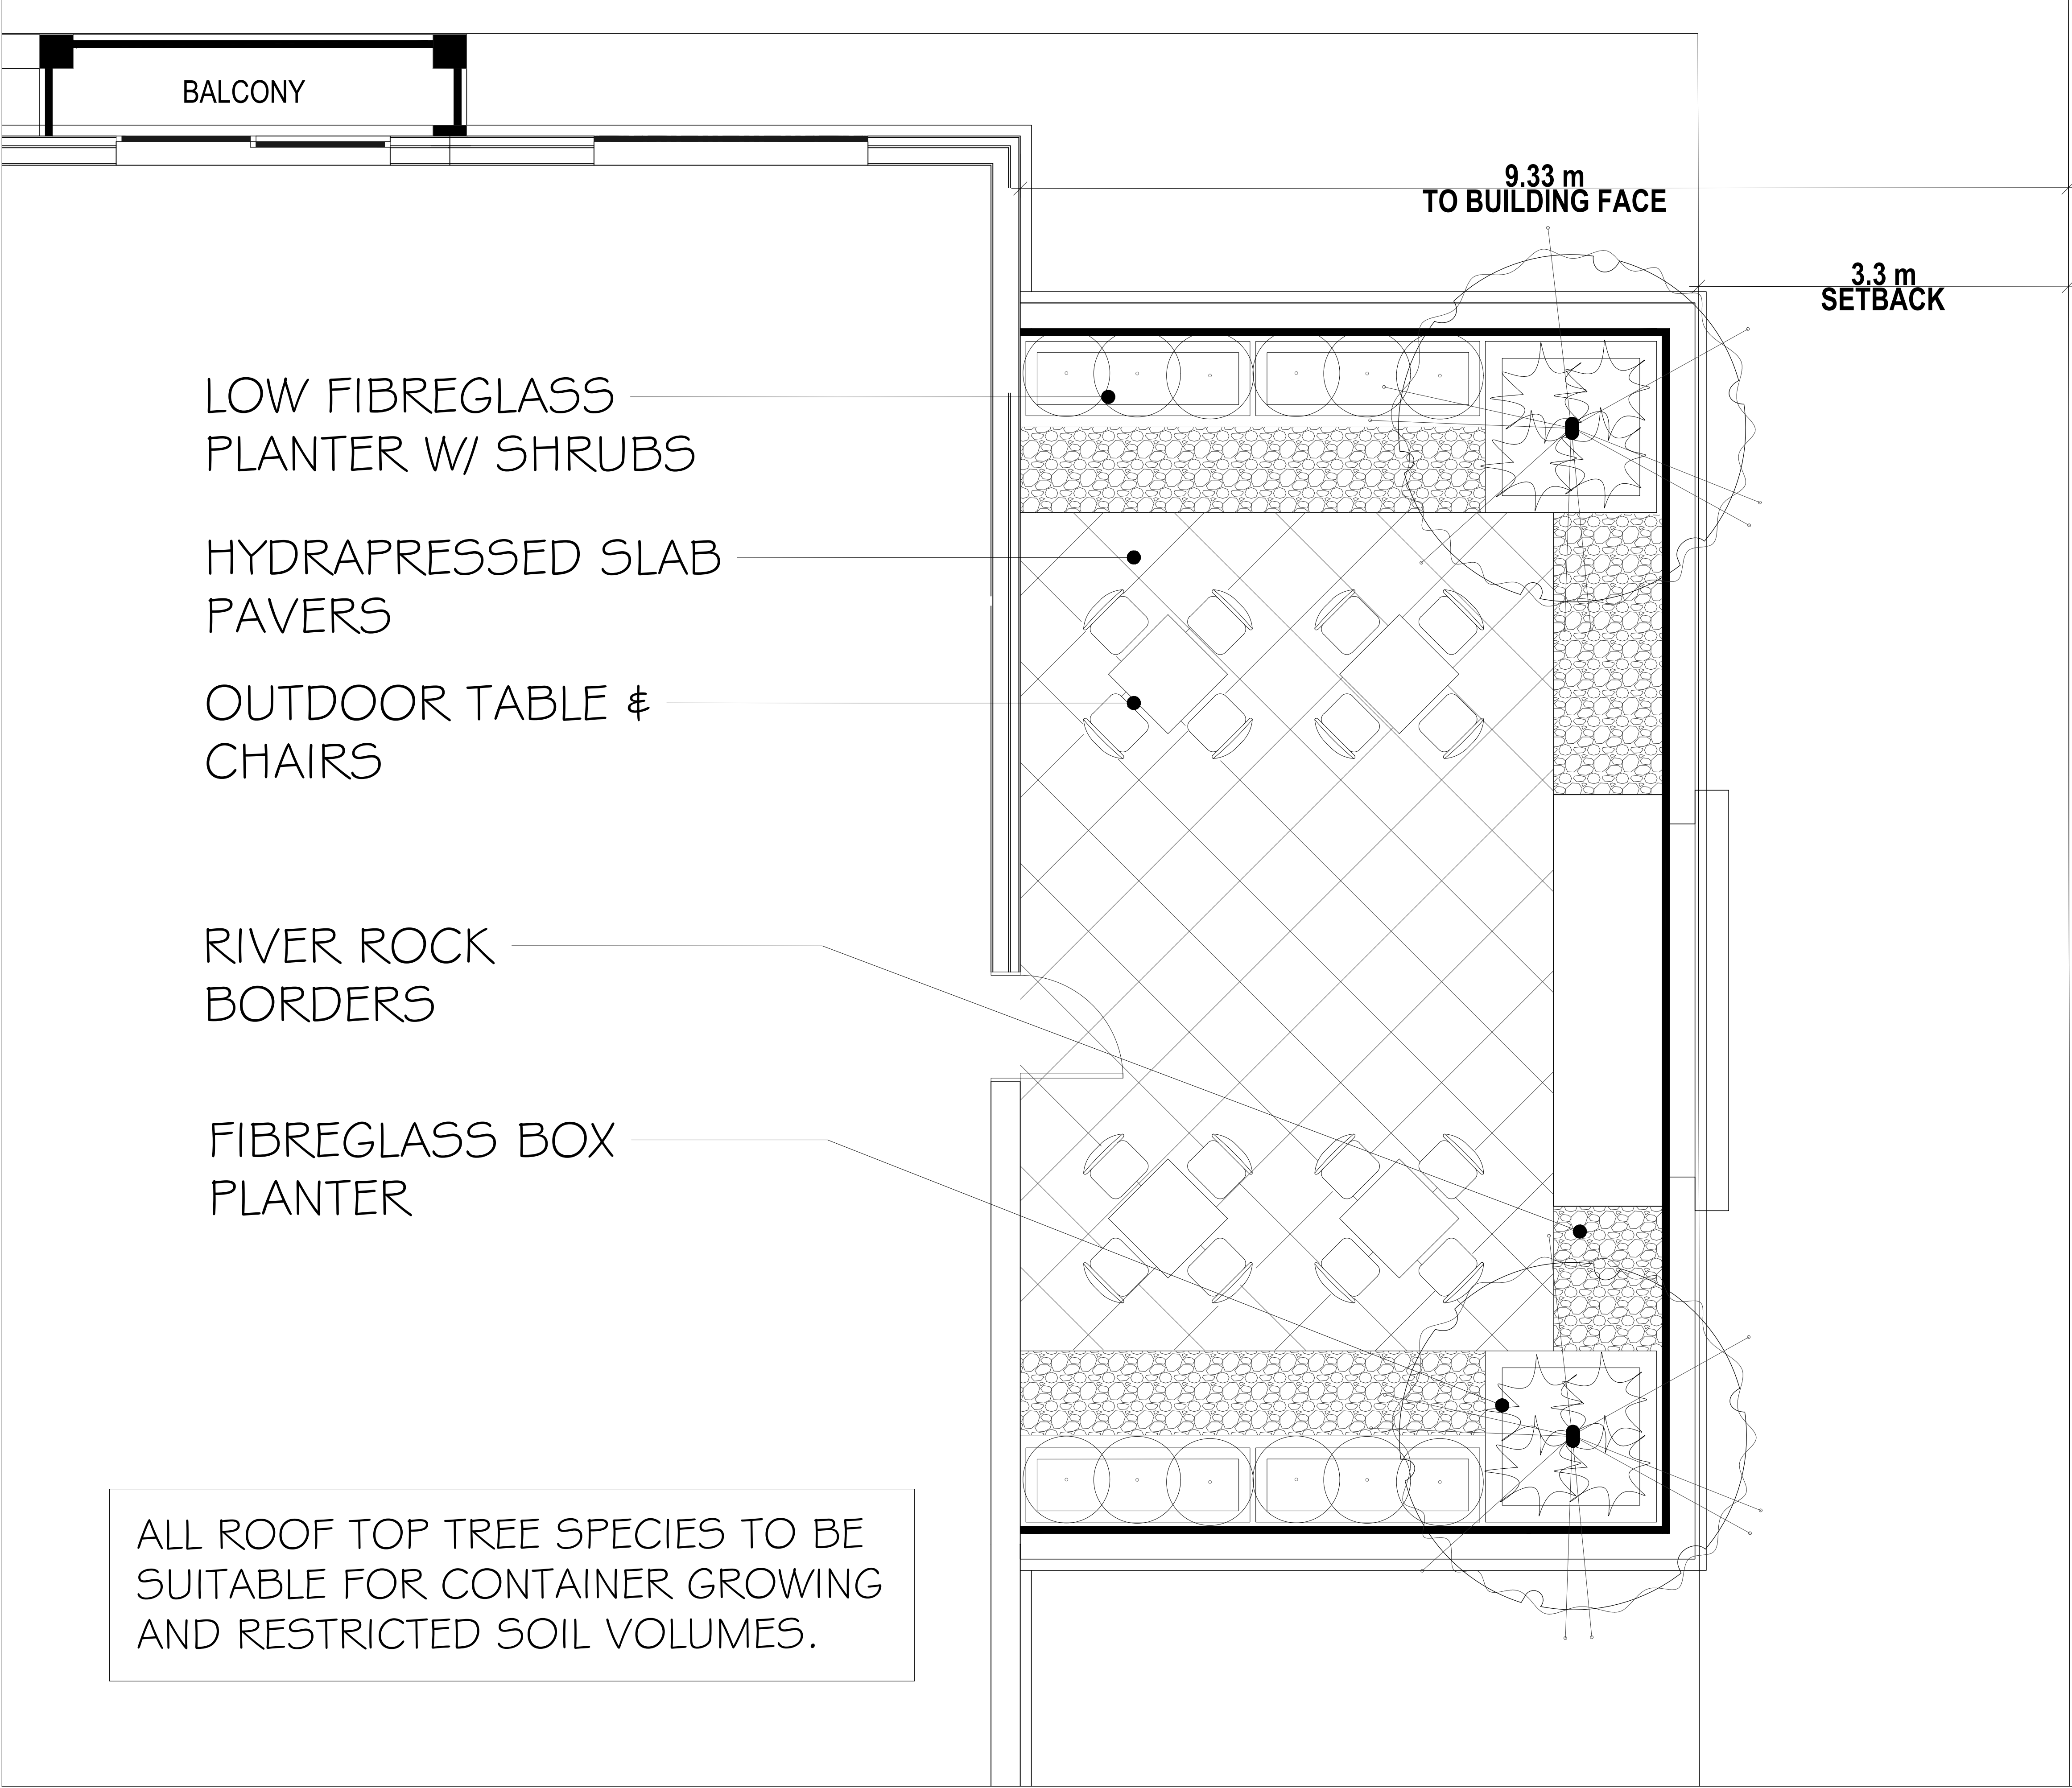 BALCONY
9.33 m
TO BUILDING FACE
3.3 m
SETBACK
LOW FIBREGLASS
PLANTER W/ SHRUBS
HYDRAPRESSED SLAB
PAVERS
OUTDOOR TABLE &
CHAIRS
RIVER ROCK
BORDERS
FIBREGLASS BOX
PLANTER
ALL ROOF TOP TREE SPECIES TO BE
SUITABLE FOR CONTAINER GROWING
AND RESTRICTED SOIL VOLUMES.